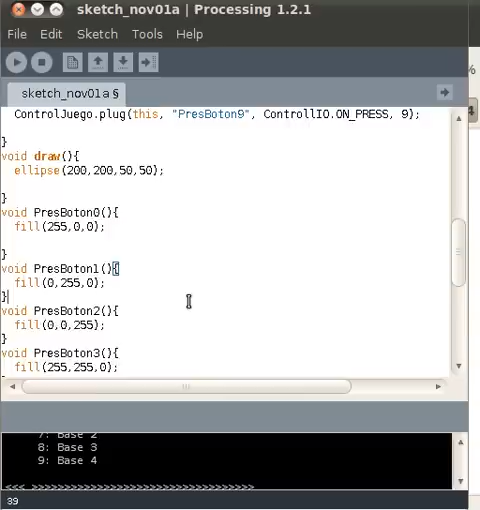 sketch_nov01a | Processing 1.2.1
File Edit Sketch Tools Help
%
sketch_nov01a §
4
ControlJuego.plug(this, "PresBoton9", ControllIO.ON_PRESS, 9);
}
void draw(){
ellipse(200,200,50,50);
}
void PresBoton0(){
fill(255,0,0);
}
void PresBoton1(){
fill(0,255,0);
}
void PresBoton2(){
fill(0,0,255);
}
void PresBoton3(){
fill(255,255,0);
7: Base 2
8: Base 3
9: Base 4
<<< >>>>>>>>>>>>>>>>>>>>>>>>>>>>>>>>>>
39